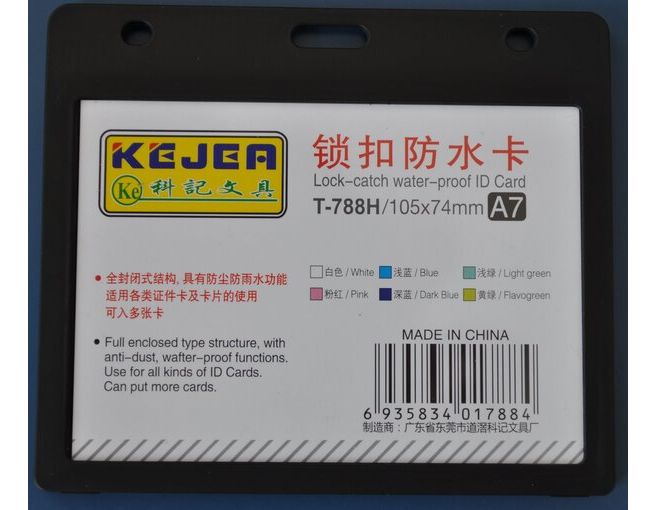 KEJEA
Ke 科記文具
锁扣防水卡
Lock-catch water-proof ID Card
T-788H/105x74mm A7
白色/White 浅蓝/Blue 浅绿/Light green
粉红/Pink 深蓝/Dark Blue 黄绿/Flavogreen
• 全封闭式结构, 具有防尘防雨水功能
适用各类证件卡及卡片的使用
可入多张卡
• Full enclosed type structure, with
anti-dust, wafter-proof functions.
Use for all kinds of ID Cards.
Can put more cards.
MADE IN CHINA
6 935834 017884
制造商：广东省东莞市道滘科记文具厂